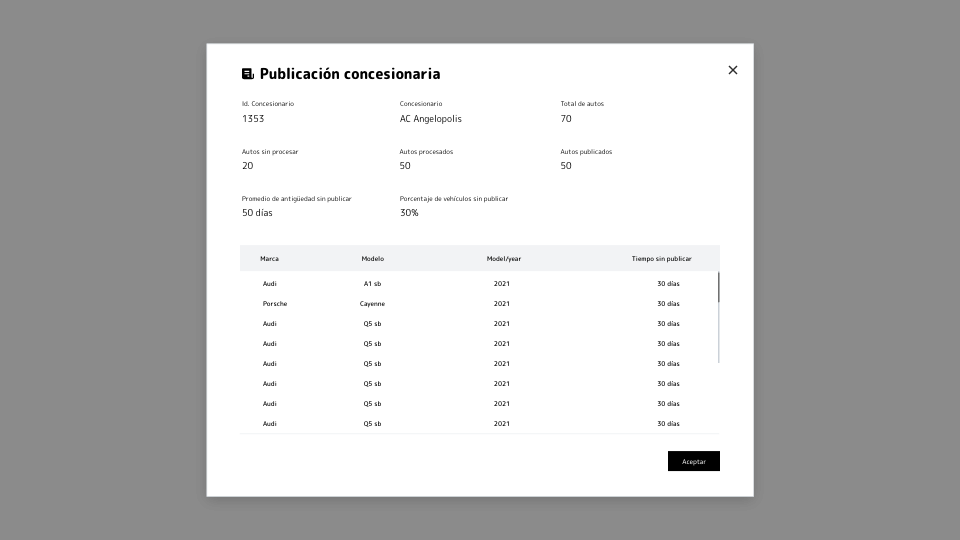 Publicación concesionaria
Id. Concesionario Concesionario Total de autos
1353 AC Angelopolis 70
Autos sin procesar Autos procesados Autos publicados
20 50 50
Promedio de antigüedad sin publicar Porcentaje de vehículos sin publicar
50 días 30%
Marca Modelo Model/year Tiempo sin publicar
Audi A1 sb 2021 30 días
Porsche Cayenne 2021 30 días
Audi Q5 sb 2021 30 días
Audi Q5 sb 2021 30 días
Audi Q5 sb 2021 30 días
Audi Q5 sb 2021 30 días
Audi Q5 sb 2021 30 días
Audi Q5 sb 2021 30 días
Aceptar